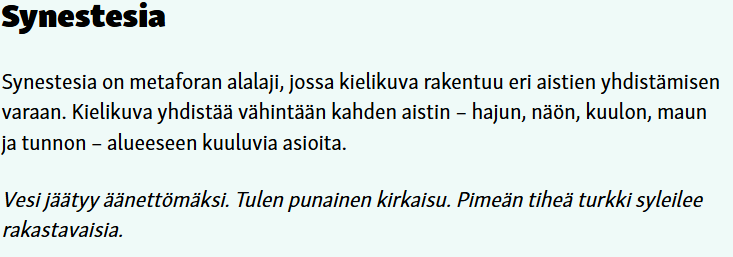 Synestesia
Synestesia on metaforan alalaji, jossa kielikuva rakentuu eri aistien yhdistämisen
varaan. Kielikuva yhdistää vähintään kahden aistin – hajun, näön, kuulon, maun
ja tunnon – alueeseen kuuluvia asioita.
Vesi jäätyy äänettömäksi. Tulen punainen kirkaisu. Pimeän tiheä turkki syleilee
rakastavaisia.